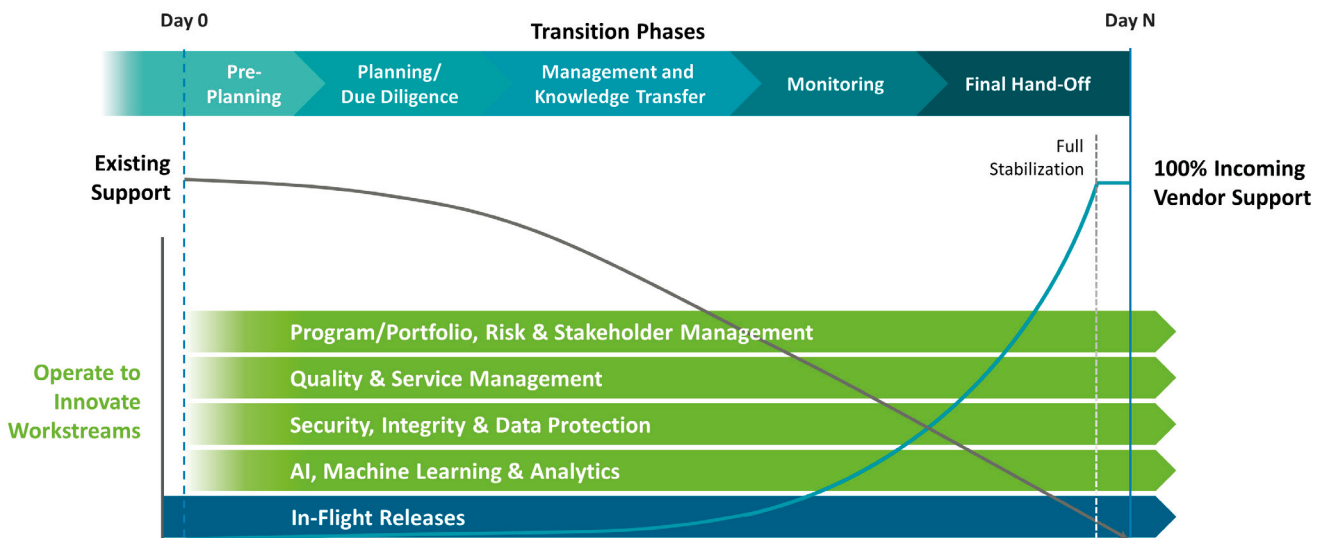 Day 0
Transition Phases
Day N
Pre-
Planning
Planning/
Due Diligence
Management and
Knowledge Transfer
Monitoring
Final Hand-Off
Existing
Support
Full
Stabilization
100% Incoming
Vendor Support
Operate to
Innovate
Workstreams
Program/Portfolio, Risk & Stakeholder Management
Quality & Service Management
Security, Integrity & Data Protection
AI, Machine Learning & Analytics
In-Flight Releases